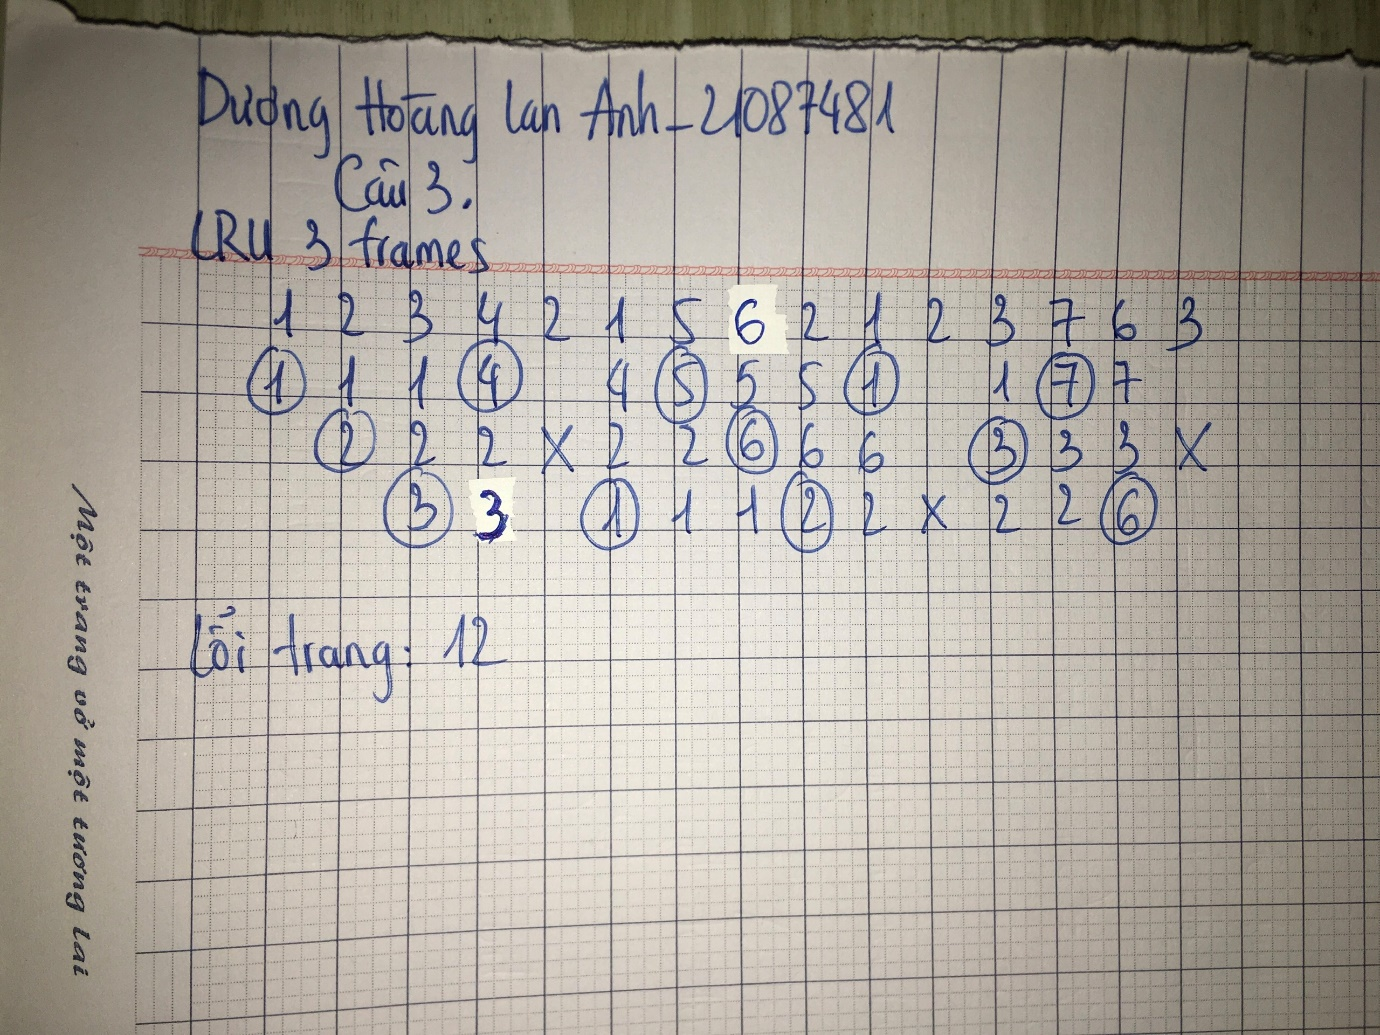 Dương Hoàng Lan Anh - 21087481
Câu 3.
LRU 3 frames
1 2 3 4 2 1 5 6 2 1 2 3 7 6 3
1 1 1 4 4 5 5 5 1 1 7 7
2 2 2 X 2 2 6 6 6 3 3 3 X
3 3 1 1 1 2 2 X 2 2 6
Lỗi trang: 12
Một trang vở một tương lai